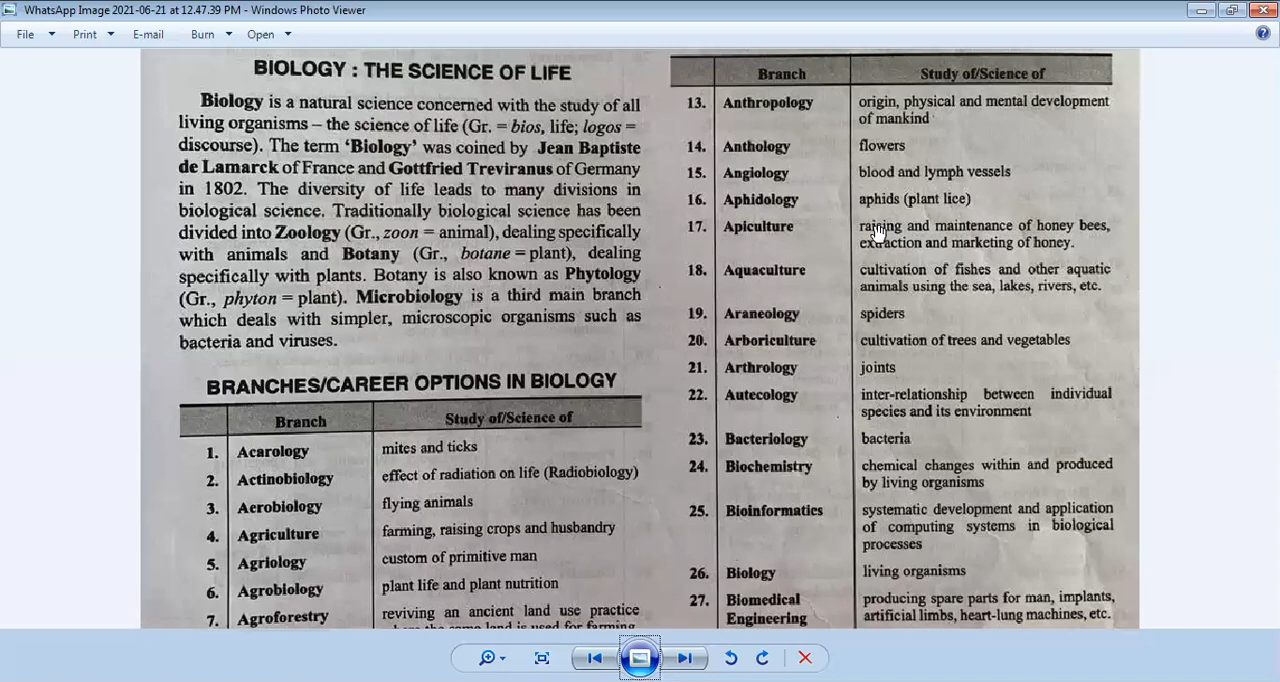 WhatsApp Image 2021-06-21 at 12.47.39 PM - Windows Photo Viewer
File Print E-mail Burn Open
BIOLOGY : THE SCIENCE OF LIFE
Biology is a natural science concerned with the study of all
living organisms – the science of life (Gr. = bios, life; logos =
discourse). The term ‘Biology’ was coined by Jean Baptiste
de Lamarck of France and Gottfried Treviranus of Germany
in 1802. The diversity of life leads to many divisions in
biological science. Traditionally biological science has been
divided into Zoology (Gr., zoon = animal), dealing specifically
with animals and Botany (Gr., botane = plant), dealing
specifically with plants. Botany is also known as Phytology
(Gr., phyton = plant). Microbiology is a third main branch
which deals with simpler, microscopic organisms such as
bacteria and viruses.
BRANCHES/CAREER OPTIONS IN BIOLOGY
Branch Study of/Science of
1. Acarology mites and ticks
2. Actinobiology effect of radiation on life (Radiobiology)
3. Aerobiology flying animals
4. Agriculture farming, raising crops and husbandry
5. Agriology custom of primitive man
6. Agrobiology plant life and plant nutrition
7. Agroforestry reviving an ancient land use practice
where the same land is used for farming,
Branch Study of/Science of
13. Anthropology origin, physical and mental development
of mankind
14. Anthology flowers
15. Angiology blood and lymph vessels
16. Aphidology aphids (plant lice)
17. Apiculture raising and maintenance of honey bees,
extraction and marketing of honey.
18. Aquaculture cultivation of fishes and other aquatic
animals using the sea, lakes, rivers, etc.
19. Araneology spiders
20. Arboriculture cultivation of trees and vegetables
21. Arthrology joints
22. Autecology inter-relationship between individual
species and its environment
23. Bacteriology bacteria
24. Biochemistry chemical changes within and produced
by living organisms
25. Bioinformatics systematic development and application
of computing systems in biological
processes
26. Biology living organisms
27. Biomedical producing spare parts for man, implants,
Engineering artificial limbs, heart-lung machines, etc.